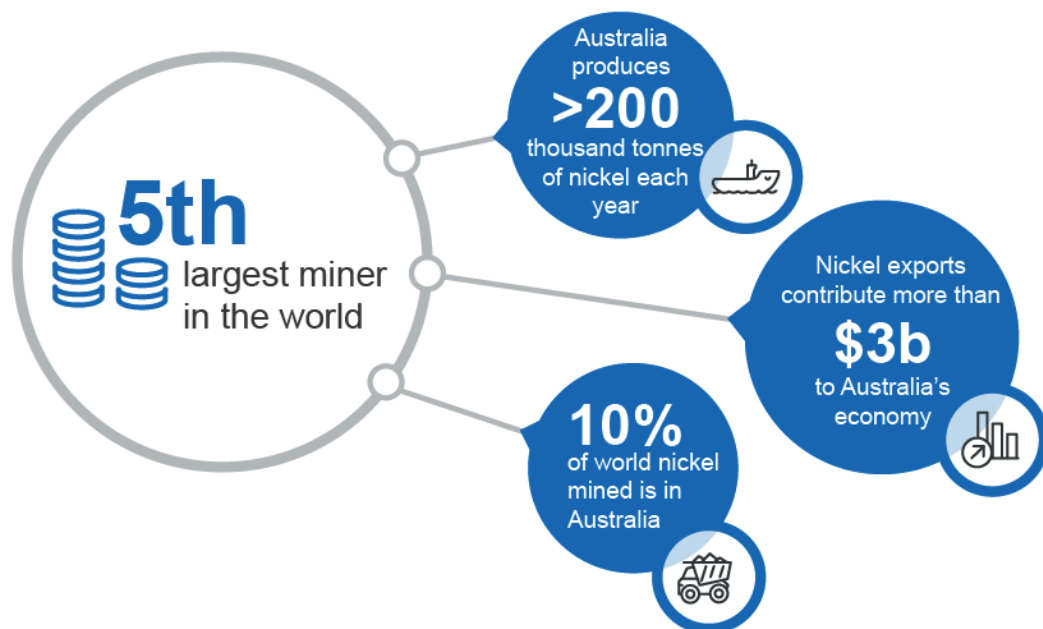 5th
largest miner
in the world
Australia
produces
>200
thousand tonnes
of nickel each
year
Nickel exports
contribute more than
$3b
to Australia’s
economy
10%
of world nickel
mined is in
Australia